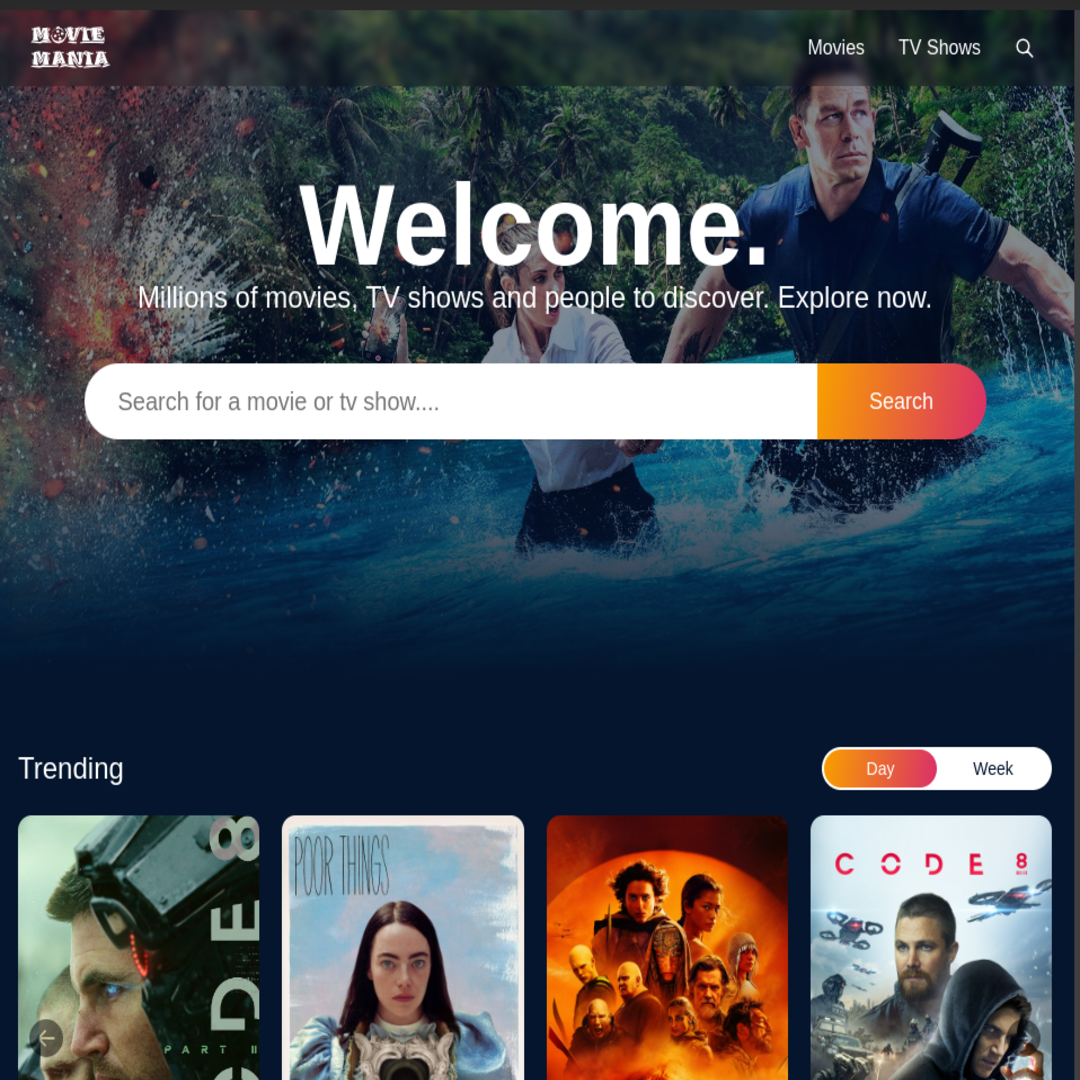 MOVIE
MANIA
Movies
TV Shows
Welcome.
Millions of movies, TV shows and people to discover. Explore now.
Search for a movie or tv show....
Search
Trending
Day
Week
CODE 8
PART II
POOR THINGS
CODE 8